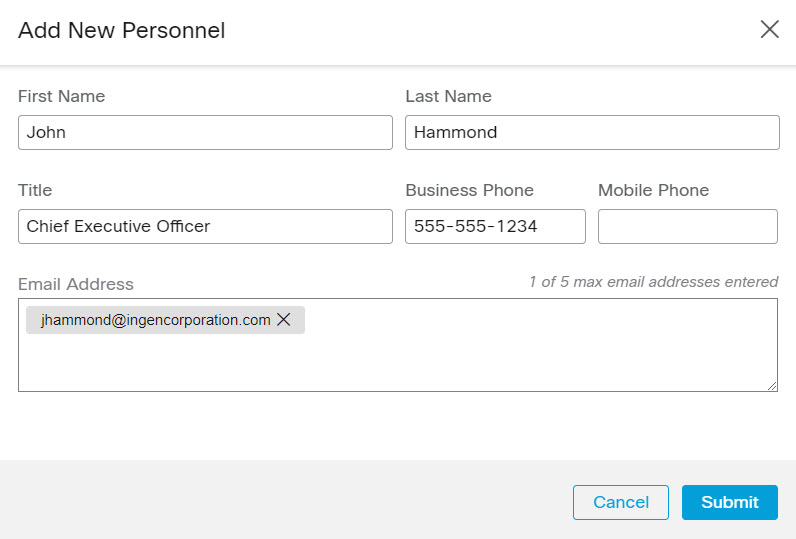 Add New Personnel
First Name
Last Name
John
Hammond
Title
Business Phone
Mobile Phone
Chief Executive Officer
555-555-1234
Email Address
1 of 5 max email addresses entered
jhammond@ingencorporation.com
Cancel
Submit